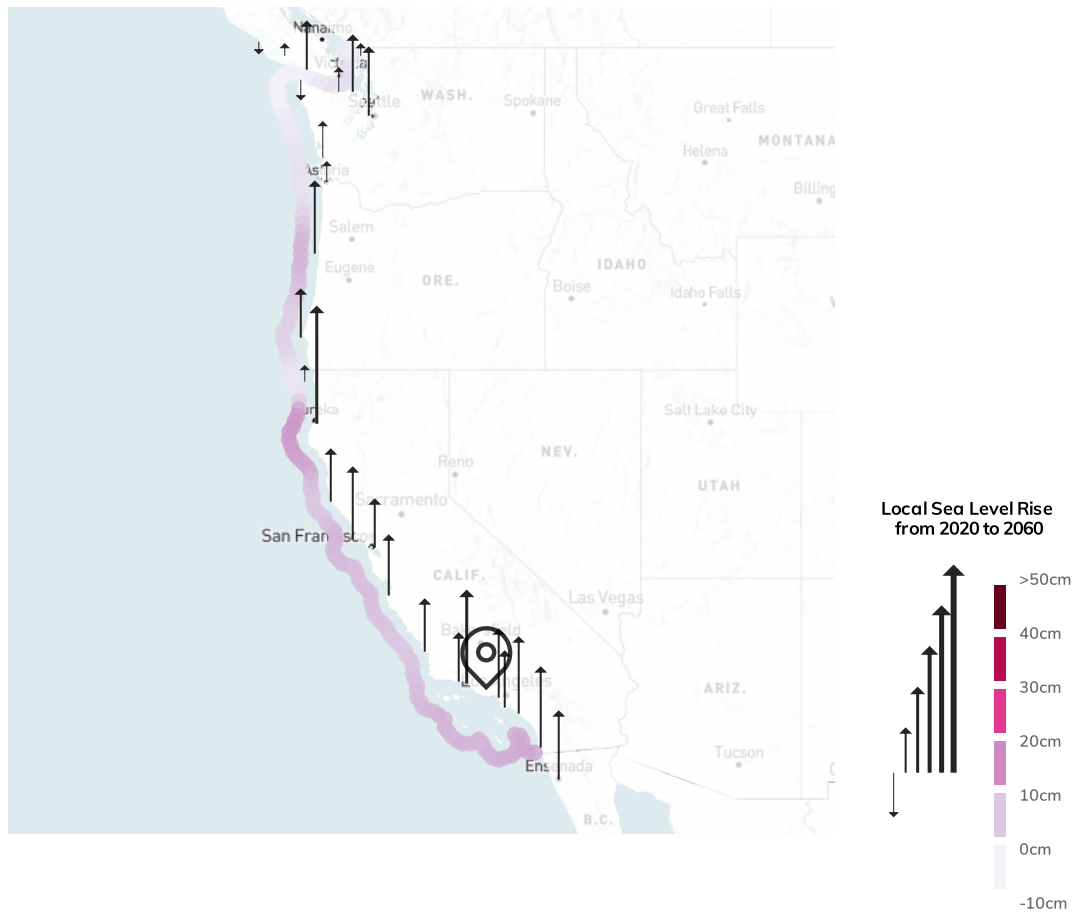 Nanaimo
Seattle
WASH.
Spokane
Great Falls
MONTANA
Helena
Astoria
Billing
Salem
Eugene
ORE.
IDAHO
Boise
Idaho Falls
Eureka
Salt Lake City
Reno
NEV.
UTAH
Sacramento
San Francisco
CALIF.
Las Vegas
Bakersfield
Los Angeles
ARIZ.
Tucson
Ensenada
B.C.
Local Sea Level Rise
from 2020 to 2060
>50cm
40cm
30cm
20cm
10cm
0cm
-10cm